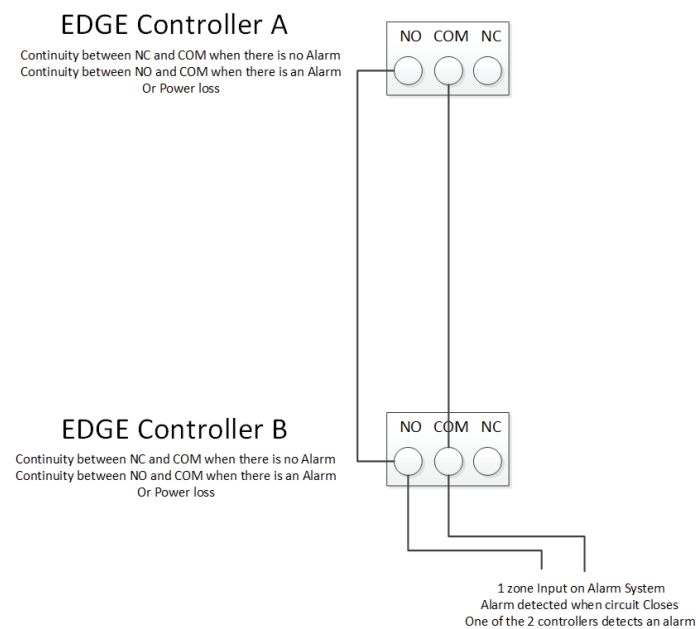 EDGE Controller A
Continuity between NC and COM when there is no Alarm
Continuity between NO and COM when there is an Alarm
Or Power loss
NO COM NC
EDGE Controller B
Continuity between NC and COM when there is no Alarm
Continuity between NO and COM when there is an Alarm
Or Power loss
NO COM NC
1 zone Input on Alarm System
Alarm detected when circuit Closes
One of the 2 controllers detects an alarm